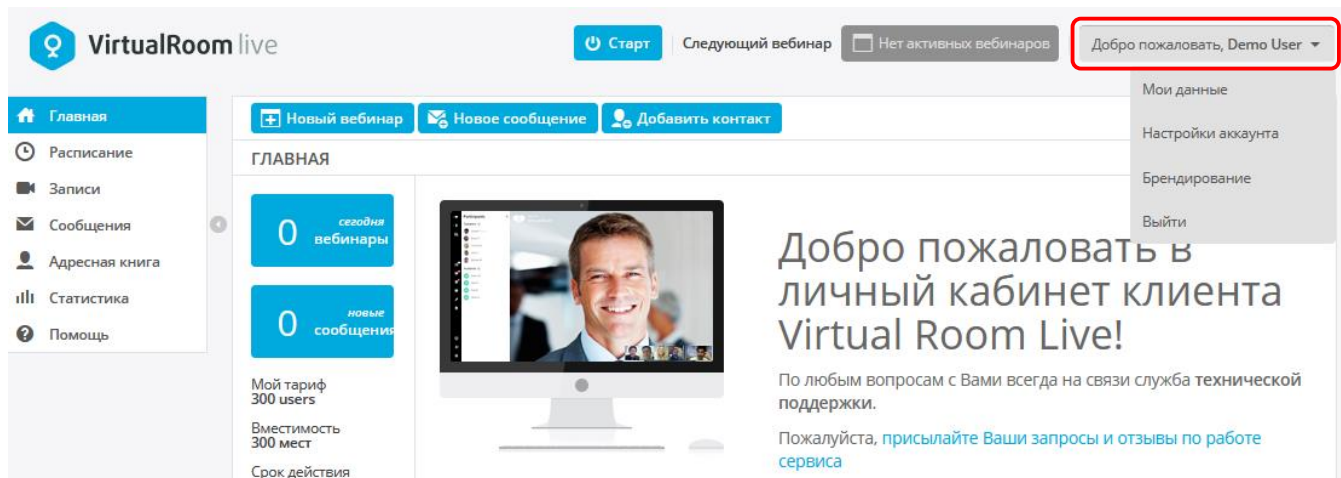 VirtualRoom live
Старт
Следующий вебинар
Нет активных вебинаров
Добро пожаловать, Demo User
Мои данные
Настройки аккаунта
Брендирование
Выйти
Главная
Расписание
Записи
Сообщения
Адресная книга
Статистика
Помощь
Новый вебинар
Новое сообщение
Добавить контакт
ГЛАВНАЯ
0 сегодня
вебинары
0 новые
сообщения
Мой тариф
300 users
Вместимость
300 мест
Срок действия
Participants
Добро пожаловать в
личный кабинет клиента
Virtual Room Live!
По любым вопросам с Вами всегда на связи служба технической
поддержки.
Пожалуйста, присылайте Ваши запросы и отзывы по работе
сервиса